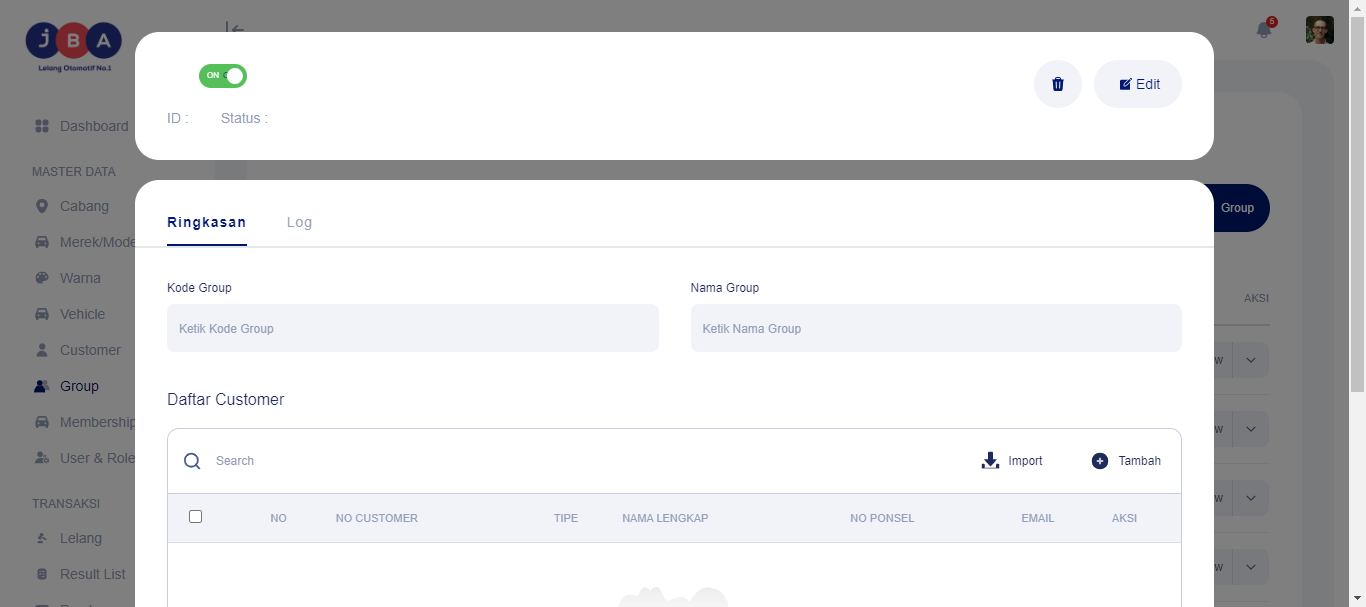 JBA
Lelang Otomotif No.1
5
ON
ID :
Status :
Edit
Dashboard
MASTER DATA
Cabang
Merek/Mode
Warna
Vehicle
Customer
Group
Membership
User & Role
TRANSAKSI
Lelang
Result List
Ringkasan
Log
Group
Kode Group
Nama Group
Ketik Kode Group
Ketik Nama Group
AKSI
Daftar Customer
Search
Import
Tambah
NO
NO CUSTOMER
TIPE
NAMA LENGKAP
NO PONSEL
EMAIL
AKSI
w
w
w
w